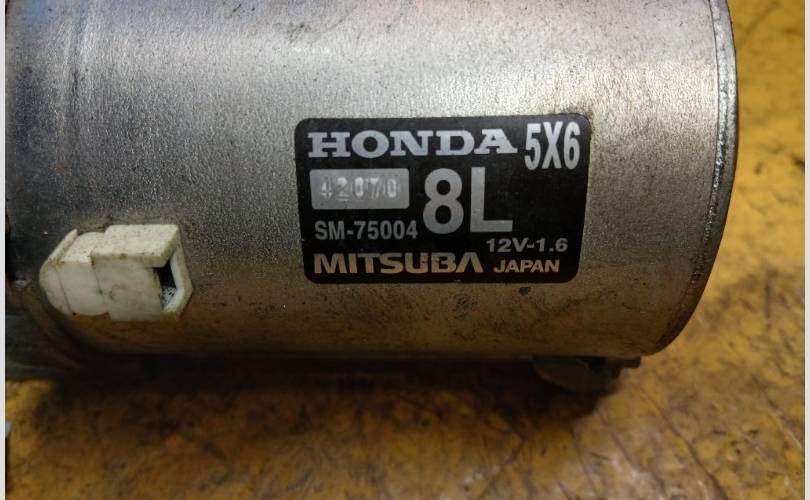 HONDA 5X6
42070 8L
SM-75004
12V-1.6
MITSUBA JAPAN